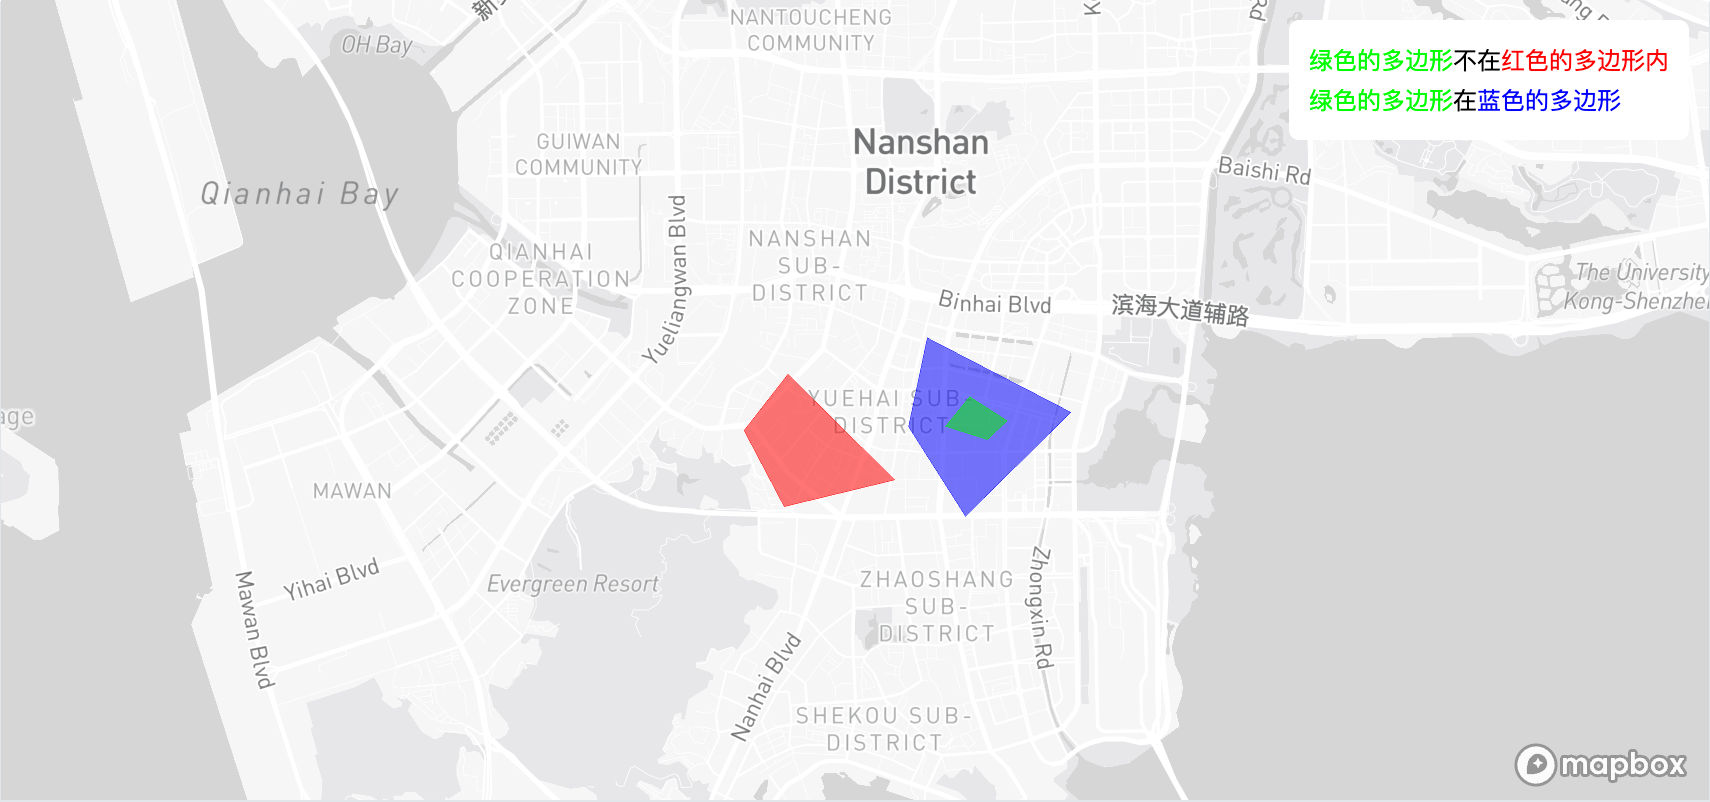 NANTOUCHENG
COMMUNITY
OH Bay
绿色的多边形不在红色的多边形内
绿色的多边形在蓝色的多边形
GUIWAN
COMMUNITY
Nanshan
District
Baishi Rd
Qianhai Bay
Yueliangwan Blvd
NANSHAN
SUB-
DISTRICT
QIANHAI
COOPERATION
ZONE
The University
Kong-Shenzhen
Binhai Blvd
滨海大道辅路
YUEHAI SUB-
DISTRICT
MAWAN
Yihai Blvd
Mawan Blvd
Evergreen Resort
ZHAOSHANG
SUB-
DISTRICT
Zhongxin Rd
Nanhai Blvd
SHEKOU SUB-
DISTRICT
mapbox